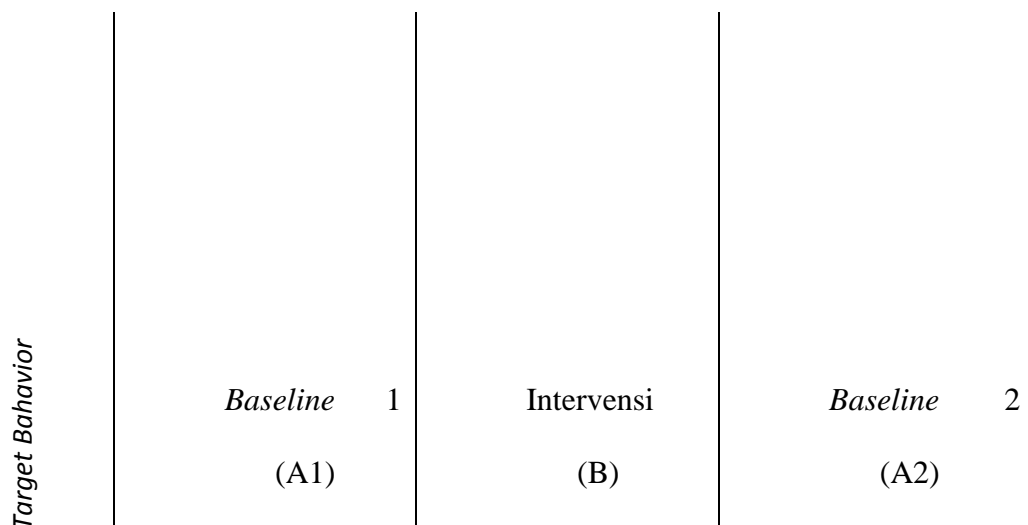 Target Bahavior
Baseline 1 Intervensi Baseline 2
(A1) (B) (A2)